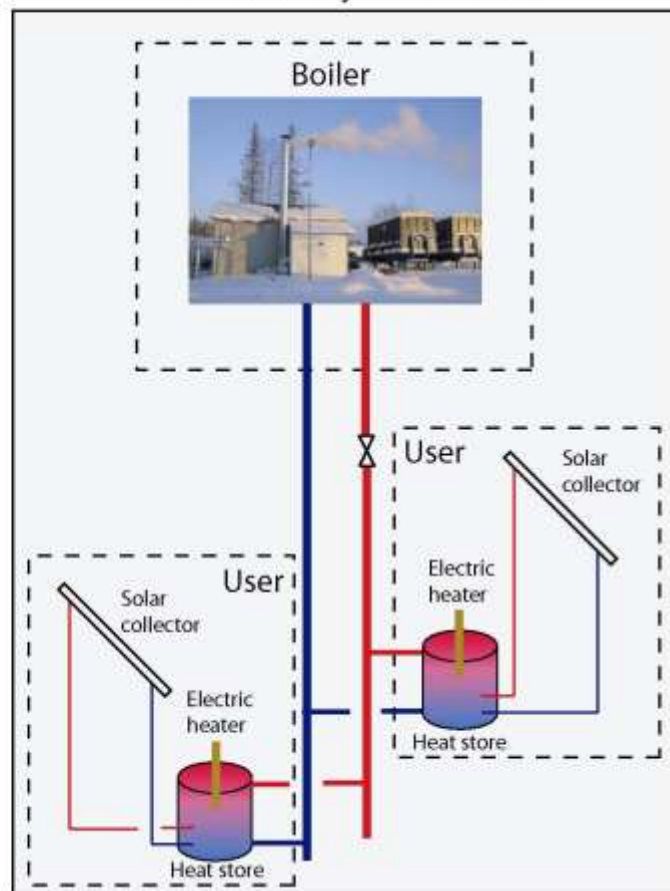 Boiler
User
Solar
collector
Electric
heater
Heat store
User
Solar
collector
Electric
heater
Heat store